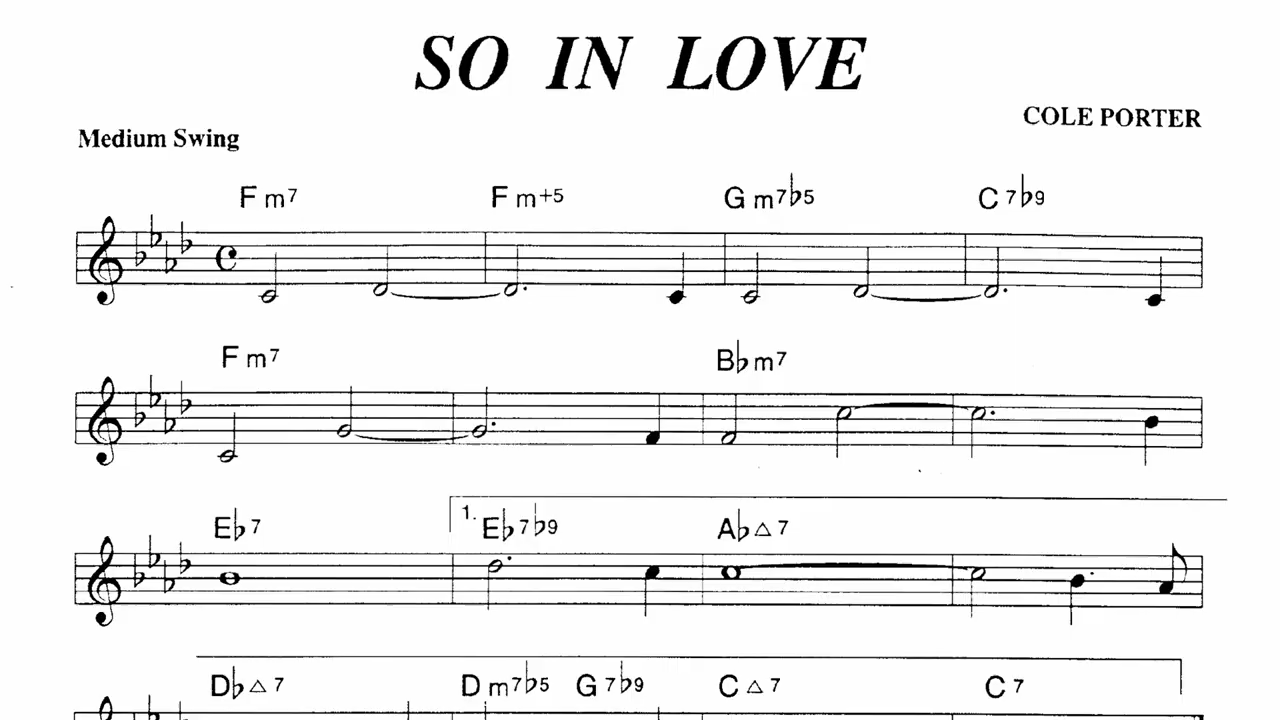 SO IN LOVE
COLE PORTER
Medium Swing
Fm7 Fm+5 Gm7♭5 C7♭9
Fm7 B♭m7
E♭7 1. E♭7♭9 A♭△7
D♭△7 Dm7♭5 G7♭9 C△7 C7